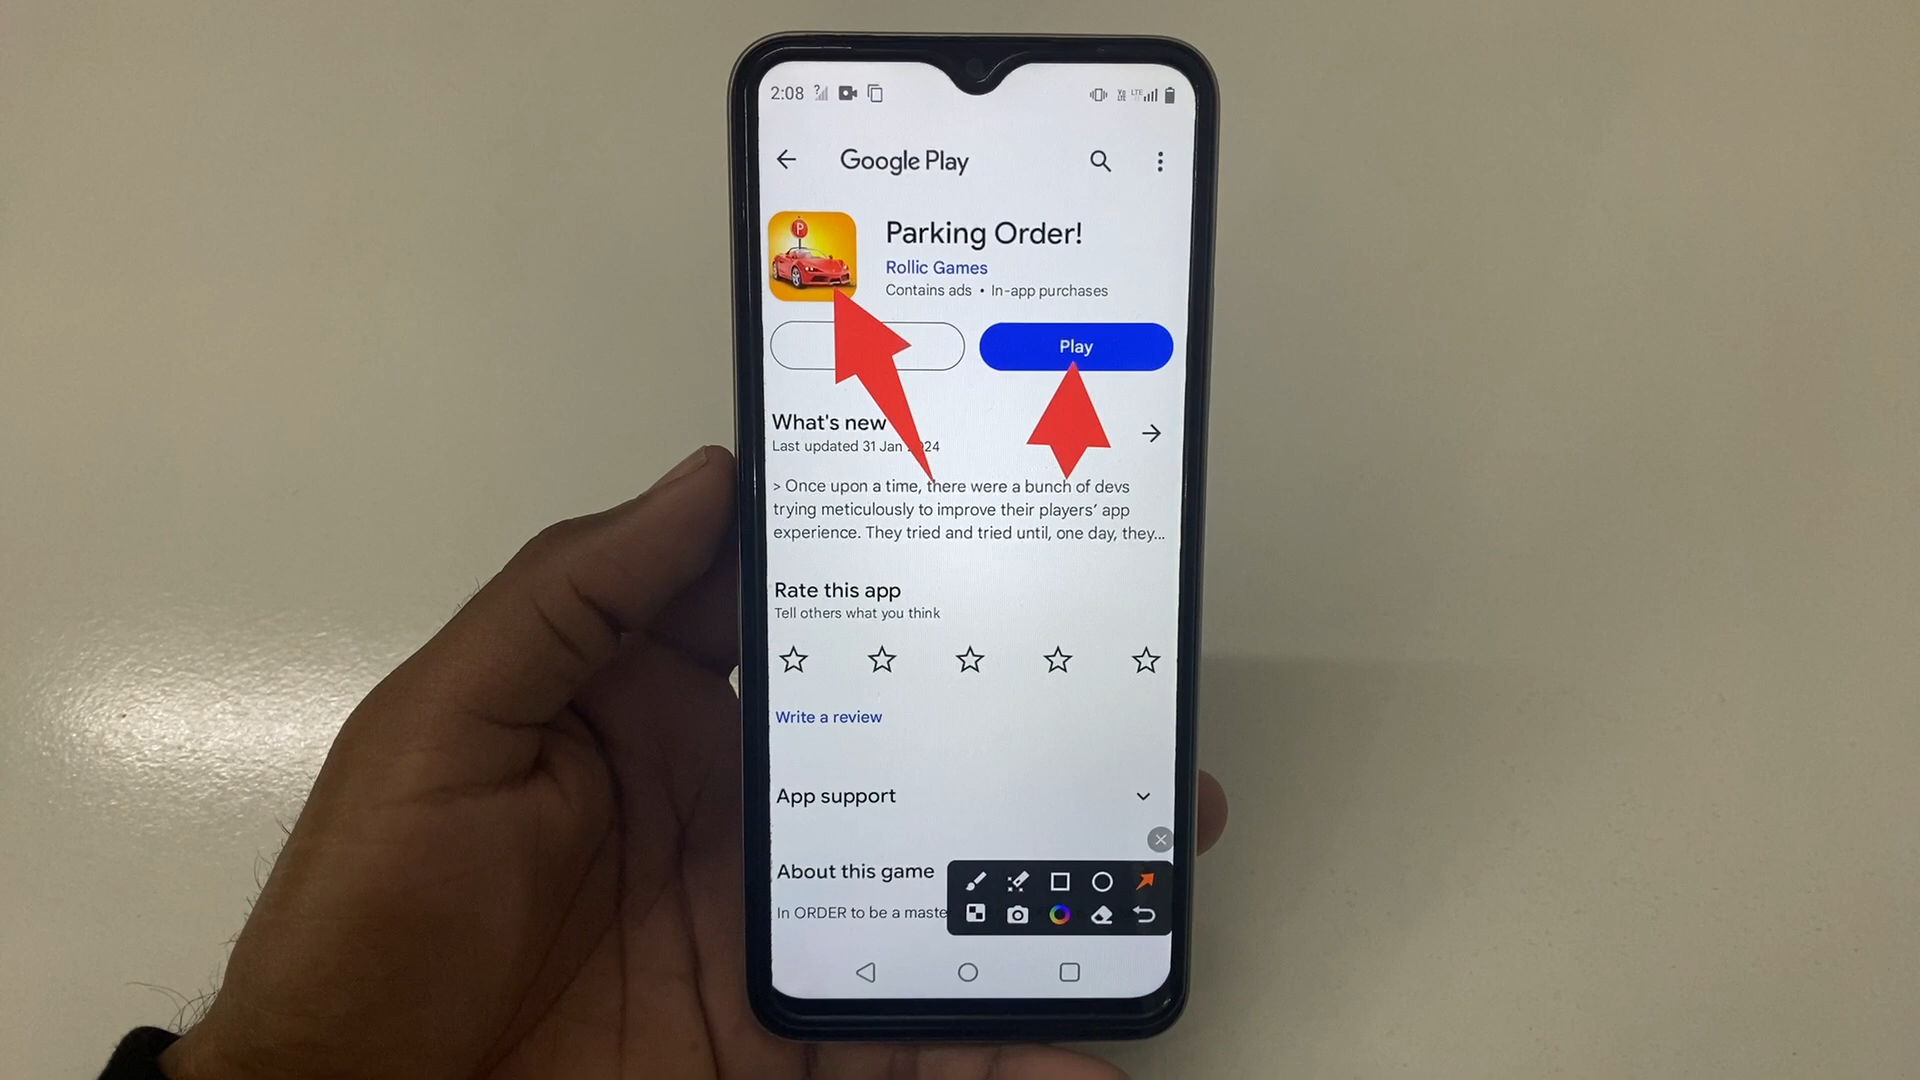 2:08
Google Play
P
Parking Order!
Rollic Games
Contains ads • In-app purchases
Play
What's new
Last updated 31 Jan 24
> Once upon a time, there were a bunch of devs
trying meticulously to improve their players' app
experience. They tried and tried until, one day, they...
Rate this app
Tell others what you think
Write a review
App support
About this game
In ORDER to be a maste